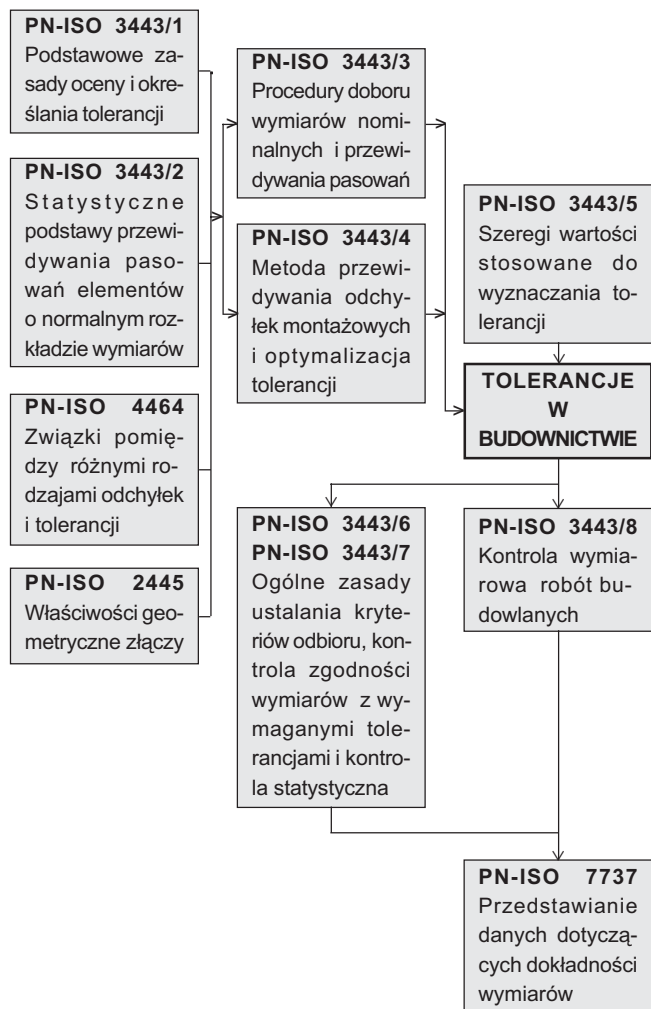 PN-ISO 3443/1
Podstawowe za-
sady oceny i okre-
ślania tolerancji
PN-ISO 3443/2
Statystyczne
podstawy przewi-
dywania paso-
wań elementów
o normalnym roz-
kładzie wymiarów
PN-ISO 4464
Związki pomię-
dzy różnymi ro-
dzajami odchyłek
i tolerancji
PN-ISO 2445
Właściwości geo-
metryczne złączy
PN-ISO 3443/3
Procedury doboru
wymiarów nomi-
nalnych i przewi-
dywania pasowań
PN-ISO 3443/4
Metoda przewi-
dywania odchy-
łek montażowych
i optymalizacja
tolerancji
PN-ISO 3443/5
Szeregi wartości
stosowane do
wyznaczania to-
lerancji
TOLERANCJE
W
BUDOWNICTWIE
PN-ISO 3443/6
PN-ISO 3443/7
Ogólne zasady
ustalania kryte-
riów odbioru, kon-
trola zgodności
wymiarów z wy-
maganymi tole-
rancjami i kontro-
la statystyczna
PN-ISO 3443/8
Kontrola wymia-
rowa robót bu-
dowlanych
PN-ISO 7737
Przedstawianie
danych dotyczą-
cych dokładności
wymiarów